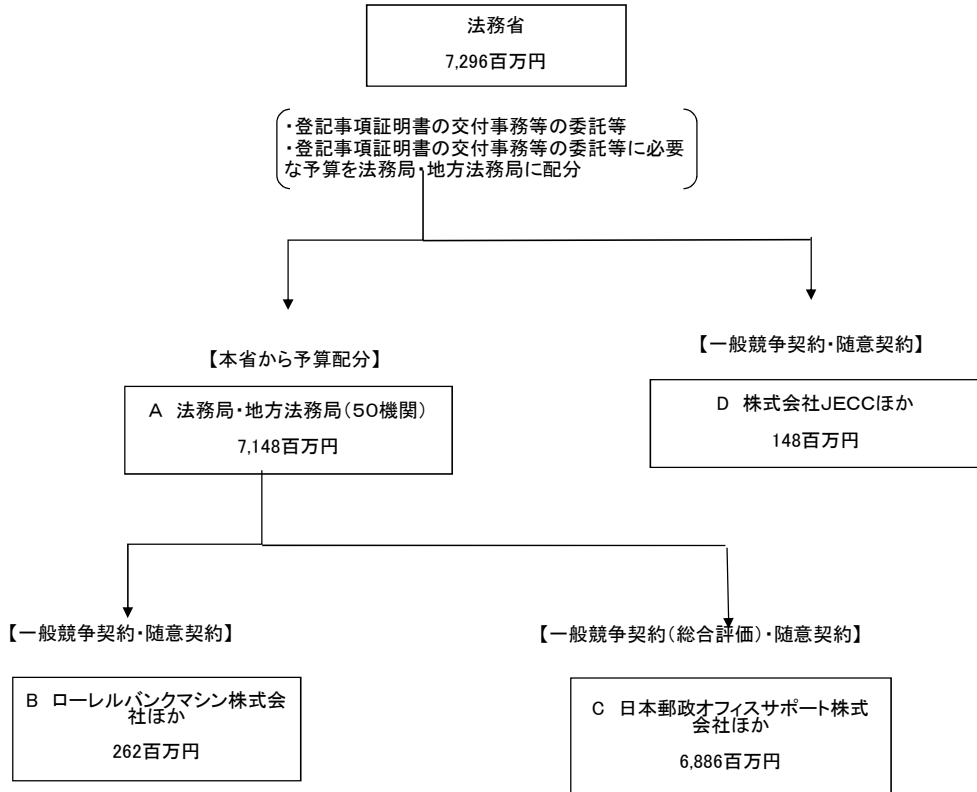 法務省
7,296百万円
・登記事項証明書の交付事務等の委託等
・登記事項証明書の交付事務等の委託等に必要
な予算を法務局・地方法務局に配分
【本省から予算配分】
【一般競争契約・随意契約】
A 法務局・地方法務局(50機関)
7,148百万円
D 株式会社JECCほか
148百万円
【一般競争契約・随意契約】
【一般競争契約(総合評価)・随意契約】
B ローレルバンクマシン株式会
社ほか
262百万円
C 日本郵政オフィスサポート株式
会社ほか
6,886百万円